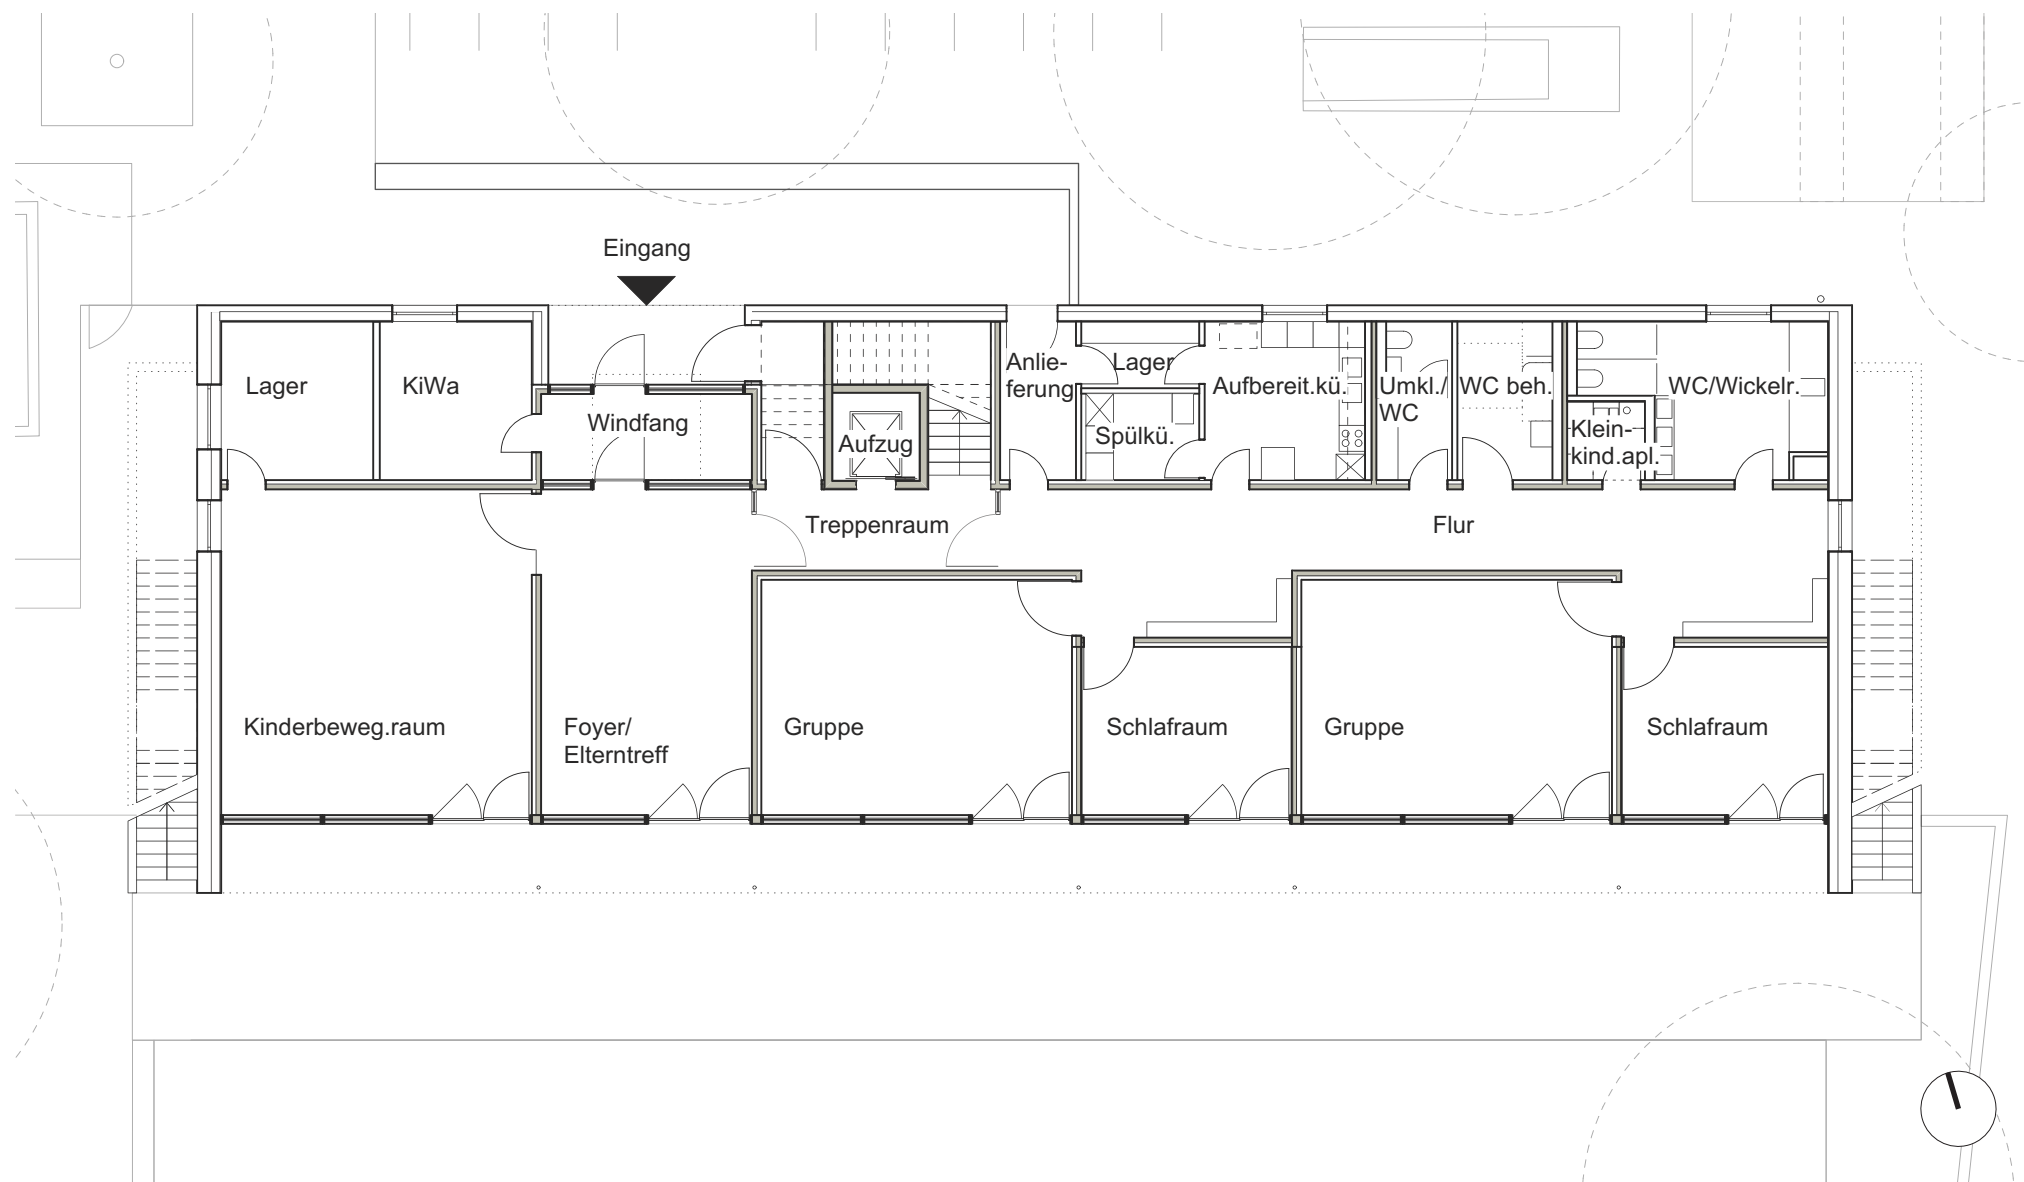 Eingang
Lager
KiWa
Windfang
Aufzug
Anlie-
ferung
Lager
Spülkü.
Aufbereit.kü.
Umkl./
WC
WC beh.
Klein-
kind.apl.
WC/Wickelr.
Treppenraum
Flur
Kinderbeweg.raum
Foyer/
Elterntreff
Gruppe
Schlafraum
Gruppe
Schlafraum